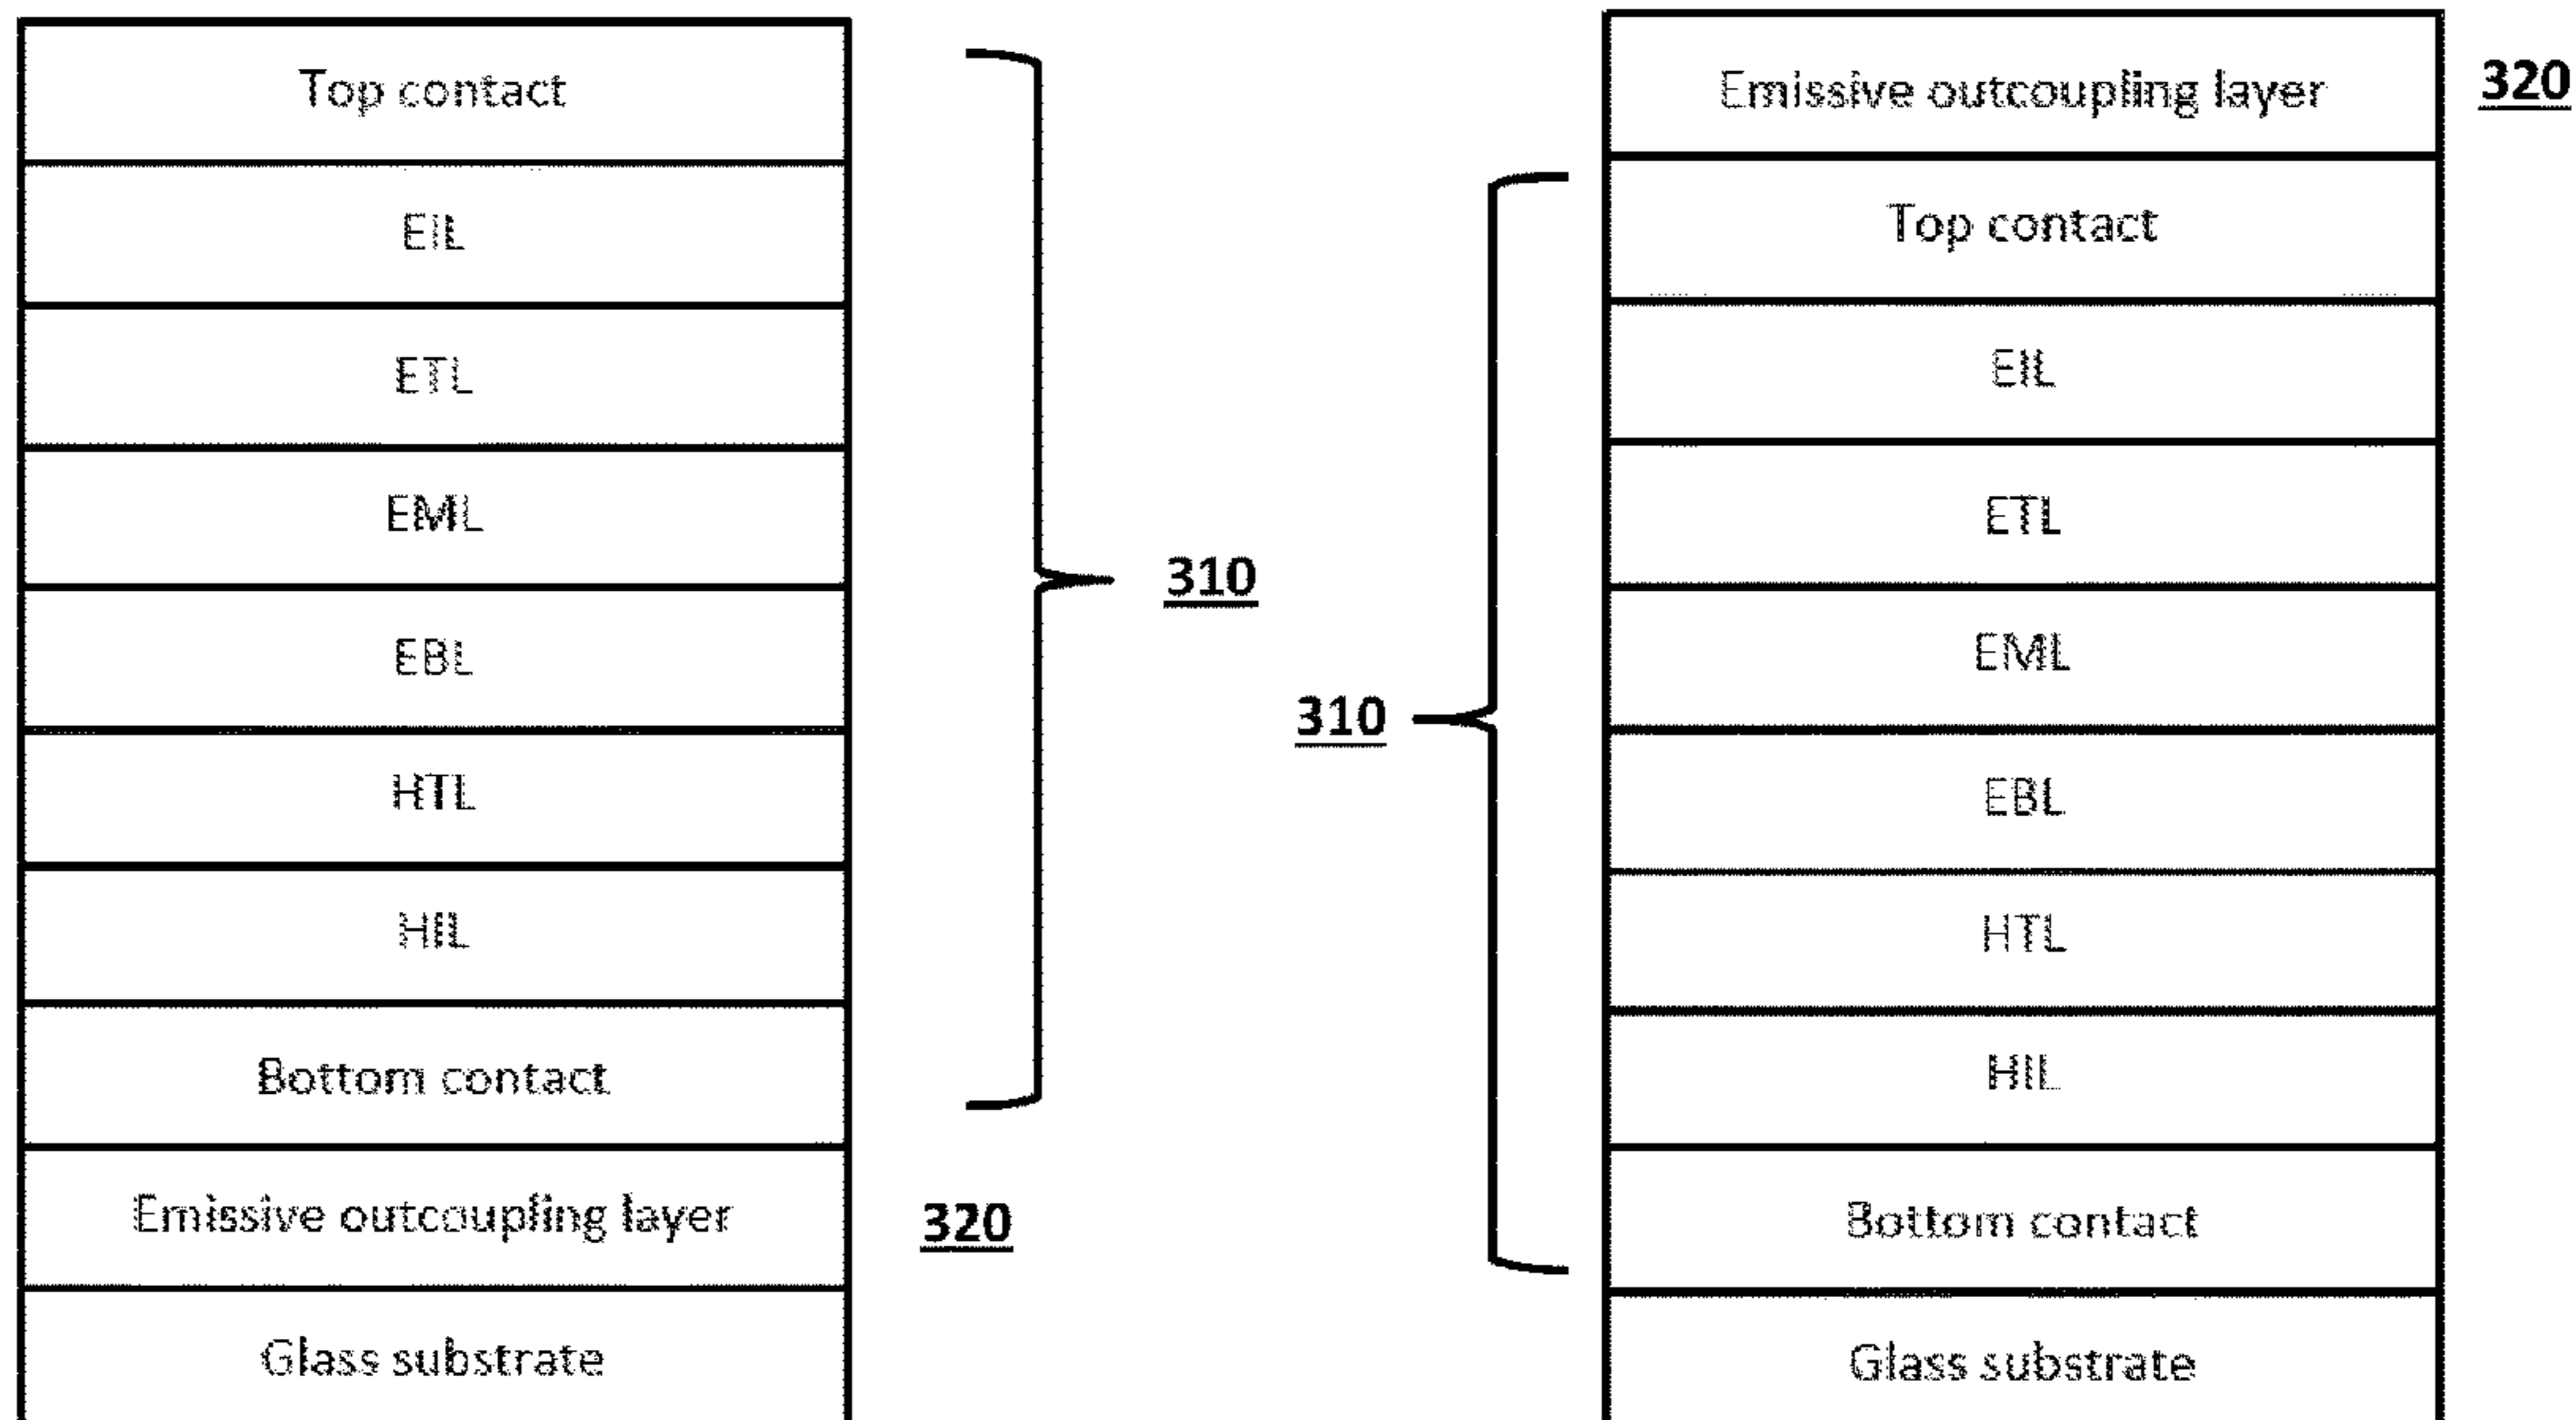 Top contact
EIL
ETL
EML
EBL
HTL
HIL
Bottom contact
Emissive outcoupling layer
Glass substrate
310
320
Emissive outcoupling layer
Top contact
EIL
ETL
EML
EBL
HTL
HIL
Bottom contact
Glass substrate
320
310